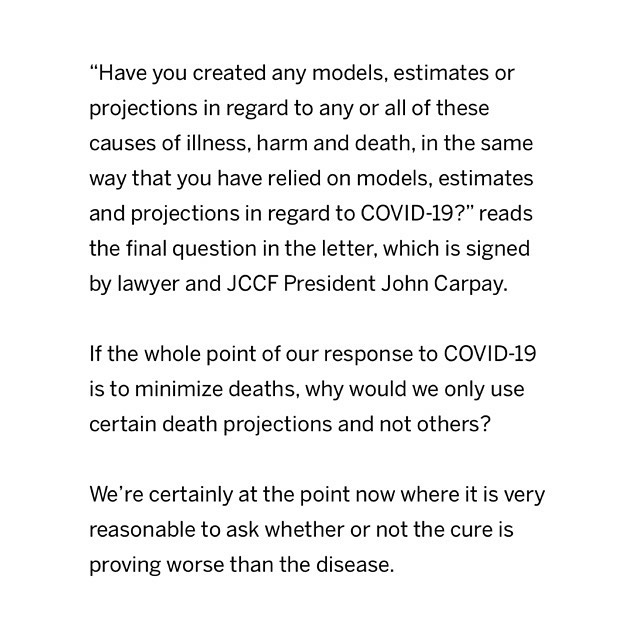 “Have you created any models, estimates or
projections in regard to any or all of these
causes of illness, harm and death, in the same
way that you have relied on models, estimates
and projections in regard to COVID-19?” reads
the final question in the letter, which is signed
by lawyer and JCCF President John Carpay.
If the whole point of our response to COVID-19
is to minimize deaths, why would we only use
certain death projections and not others?
We’re certainly at the point now where it is very
reasonable to ask whether or not the cure is
proving worse than the disease.